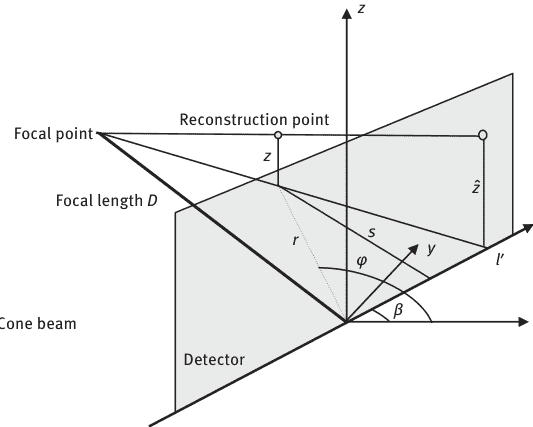 z
Reconstruction point
Focal point
z
ẑ
Focal length D
s
r
y
φ
l′
β
Cone beam
Detector